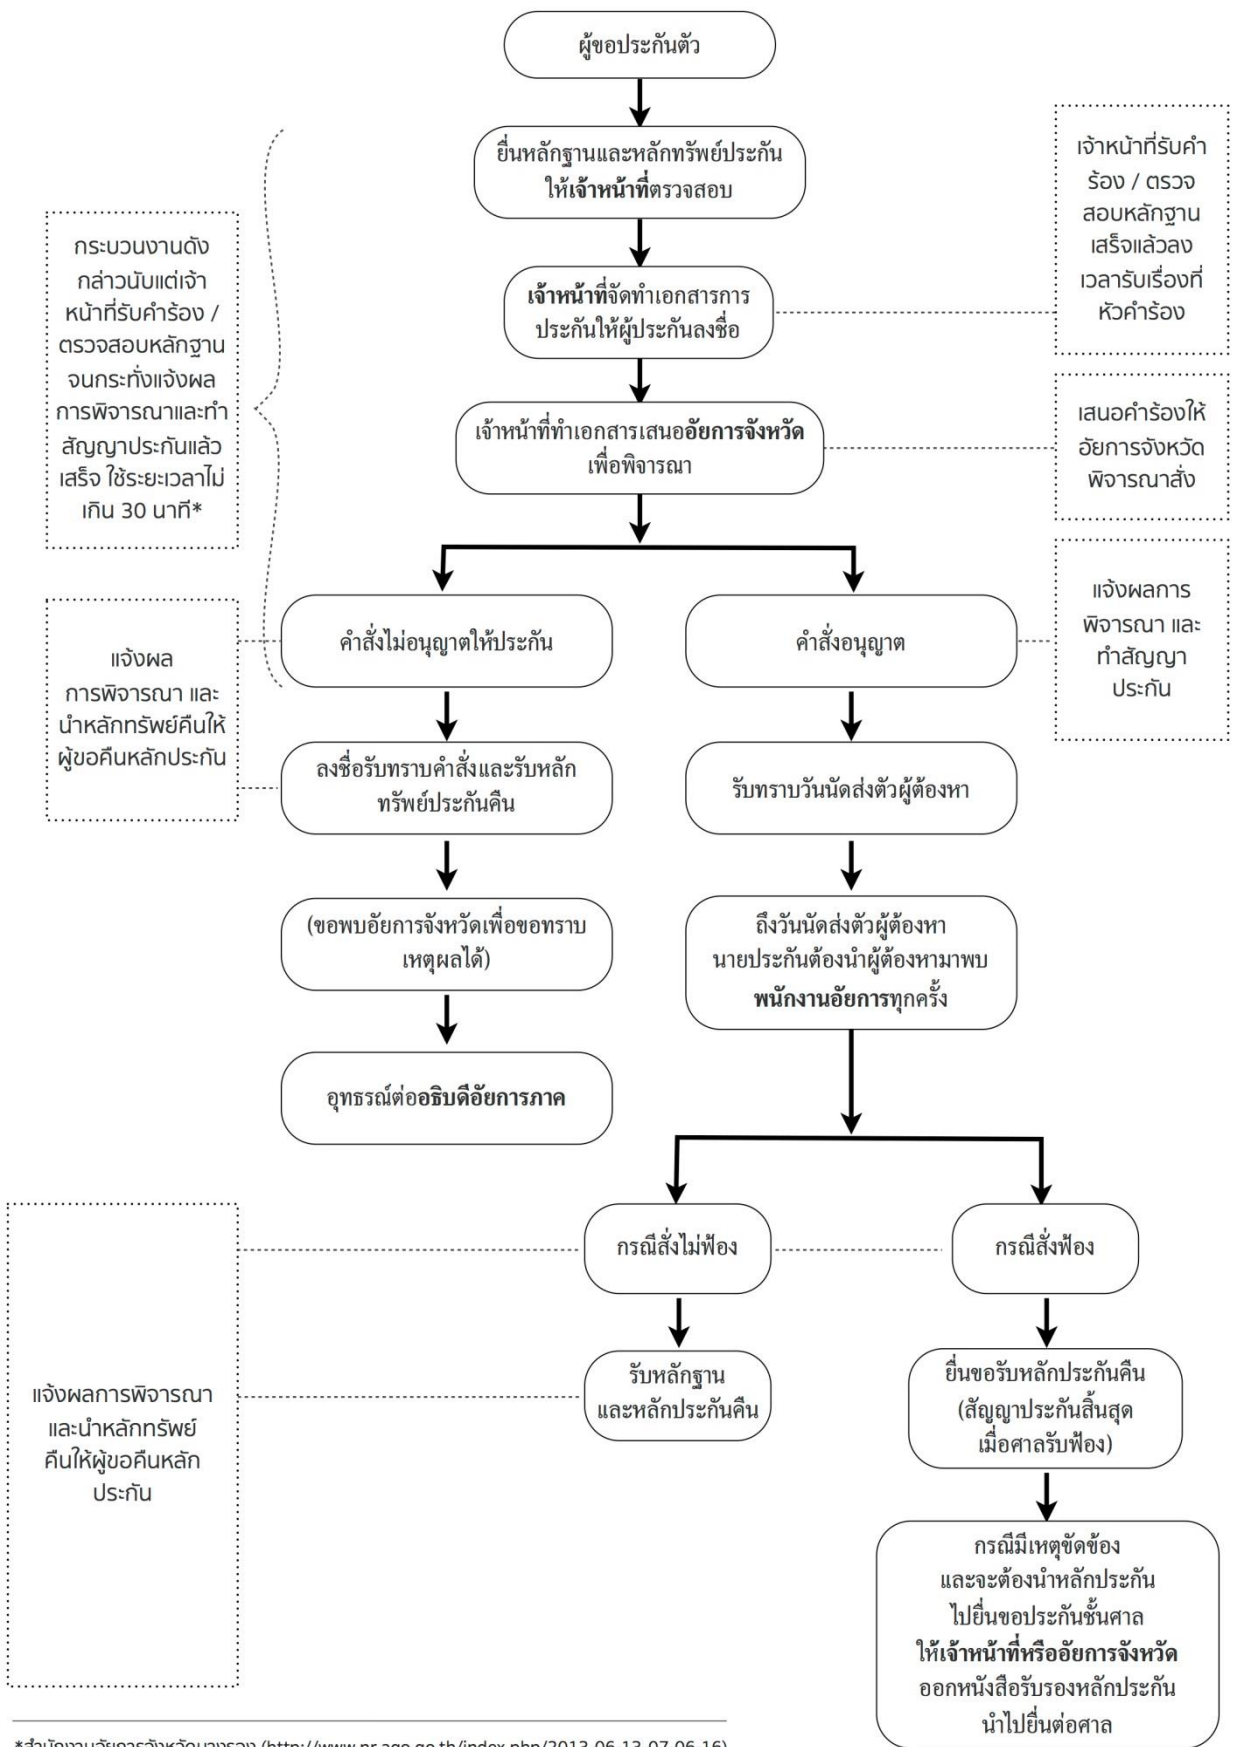 ผู้ขอประกันตัว
ยื่นหลักฐานและหลักทรัพย์ประกัน
ให้เจ้าหน้าที่ตรวจสอบ
เจ้าหน้าที่รับคำ
ร้อง / ตรวจ
สอบหลักฐาน
เสร็จแล้วลง
เวลารับเรื่องที่
หัวคำร้อง
กระบวนงานดัง
กล่าวนับแต่เจ้า
หน้าที่รับคำร้อง /
ตรวจสอบหลักฐาน
จนกระทั่งแจ้งผล
การพิจารณาและทำ
สัญญาประกันแล้ว
เสร็จ ใช้ระยะเวลาไม่
เกิน 30 นาที*
เจ้าหน้าที่จัดทำเอกสารการ
ประกันให้ผู้ประกันลงชื่อ
เจ้าหน้าที่ทำเอกสารเสนออัยการจังหวัด
เพื่อพิจารณา
เสนอคำร้องให้
อัยการจังหวัด
พิจารณาสั่ง
แจ้งผล
การพิจารณา และ
นำหลักทรัพย์คืนให้
ผู้ขอคืนหลักประกัน
คำสั่งไม่อนุญาตให้ประกัน
คำสั่งอนุญาต
แจ้งผลการ
พิจารณา และ
ทำสัญญา
ประกัน
ลงชื่อรับทราบคำสั่งและรับหลัก
ทรัพย์ประกันคืน
รับทราบวันนัดส่งตัวผู้ต้องหา
(ขอพบอัยการจังหวัดเพื่อขอทราบ
เหตุผลได้)
ถึงวันนัดส่งตัวผู้ต้องหา
นายประกันต้องนำผู้ต้องหามาพบ
พนักงานอัยการทุกครั้ง
อุทธรณ์ต่ออธิบดีอัยการภาค
กรณีสั่งไม่ฟ้อง
กรณีสั่งฟ้อง
แจ้งผลการพิจารณา
และนำหลักทรัพย์
คืนให้ผู้ขอคืนหลัก
ประกัน
รับหลักฐาน
และหลักประกันคืน
ยื่นขอรับหลักประกันคืน
(สัญญาประกันสิ้นสุด
เมื่อศาลรับฟ้อง)
กรณีมีเหตุขัดข้อง
และจะต้องนำหลักประกัน
ไปยื่นขอประกันชั้นศาล
ให้เจ้าหน้าที่หรืออัยการจังหวัด
ออกหนังสือรับรองหลักประกัน
นำไปยื่นต่อศาล
*สำนักงานอัยการจังหวัดนางรอง (http://www.nr.ago.go.th/index.php/2013-06-13-07-06-16)